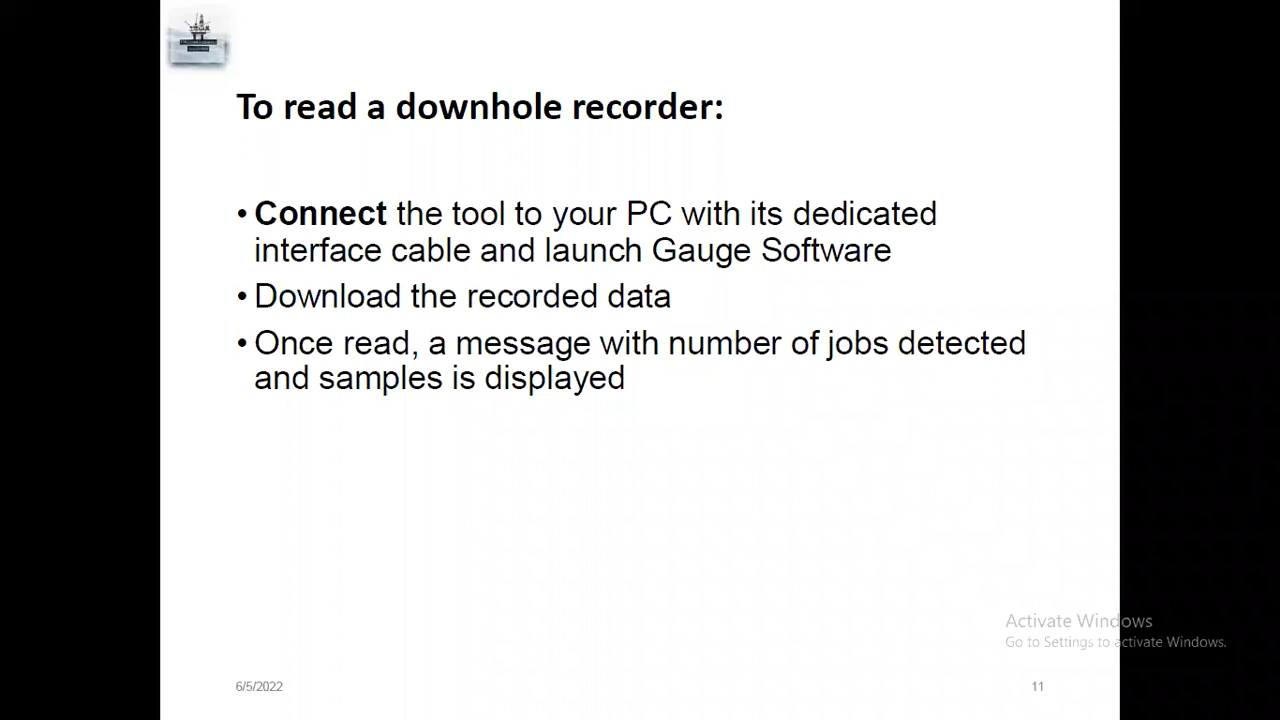 To read a downhole recorder:
• Connect the tool to your PC with its dedicated
interface cable and launch Gauge Software
• Download the recorded data
• Once read, a message with number of jobs detected
and samples is displayed
Activate Windows
Go to Settings to activate Windows.
6/5/2022
11